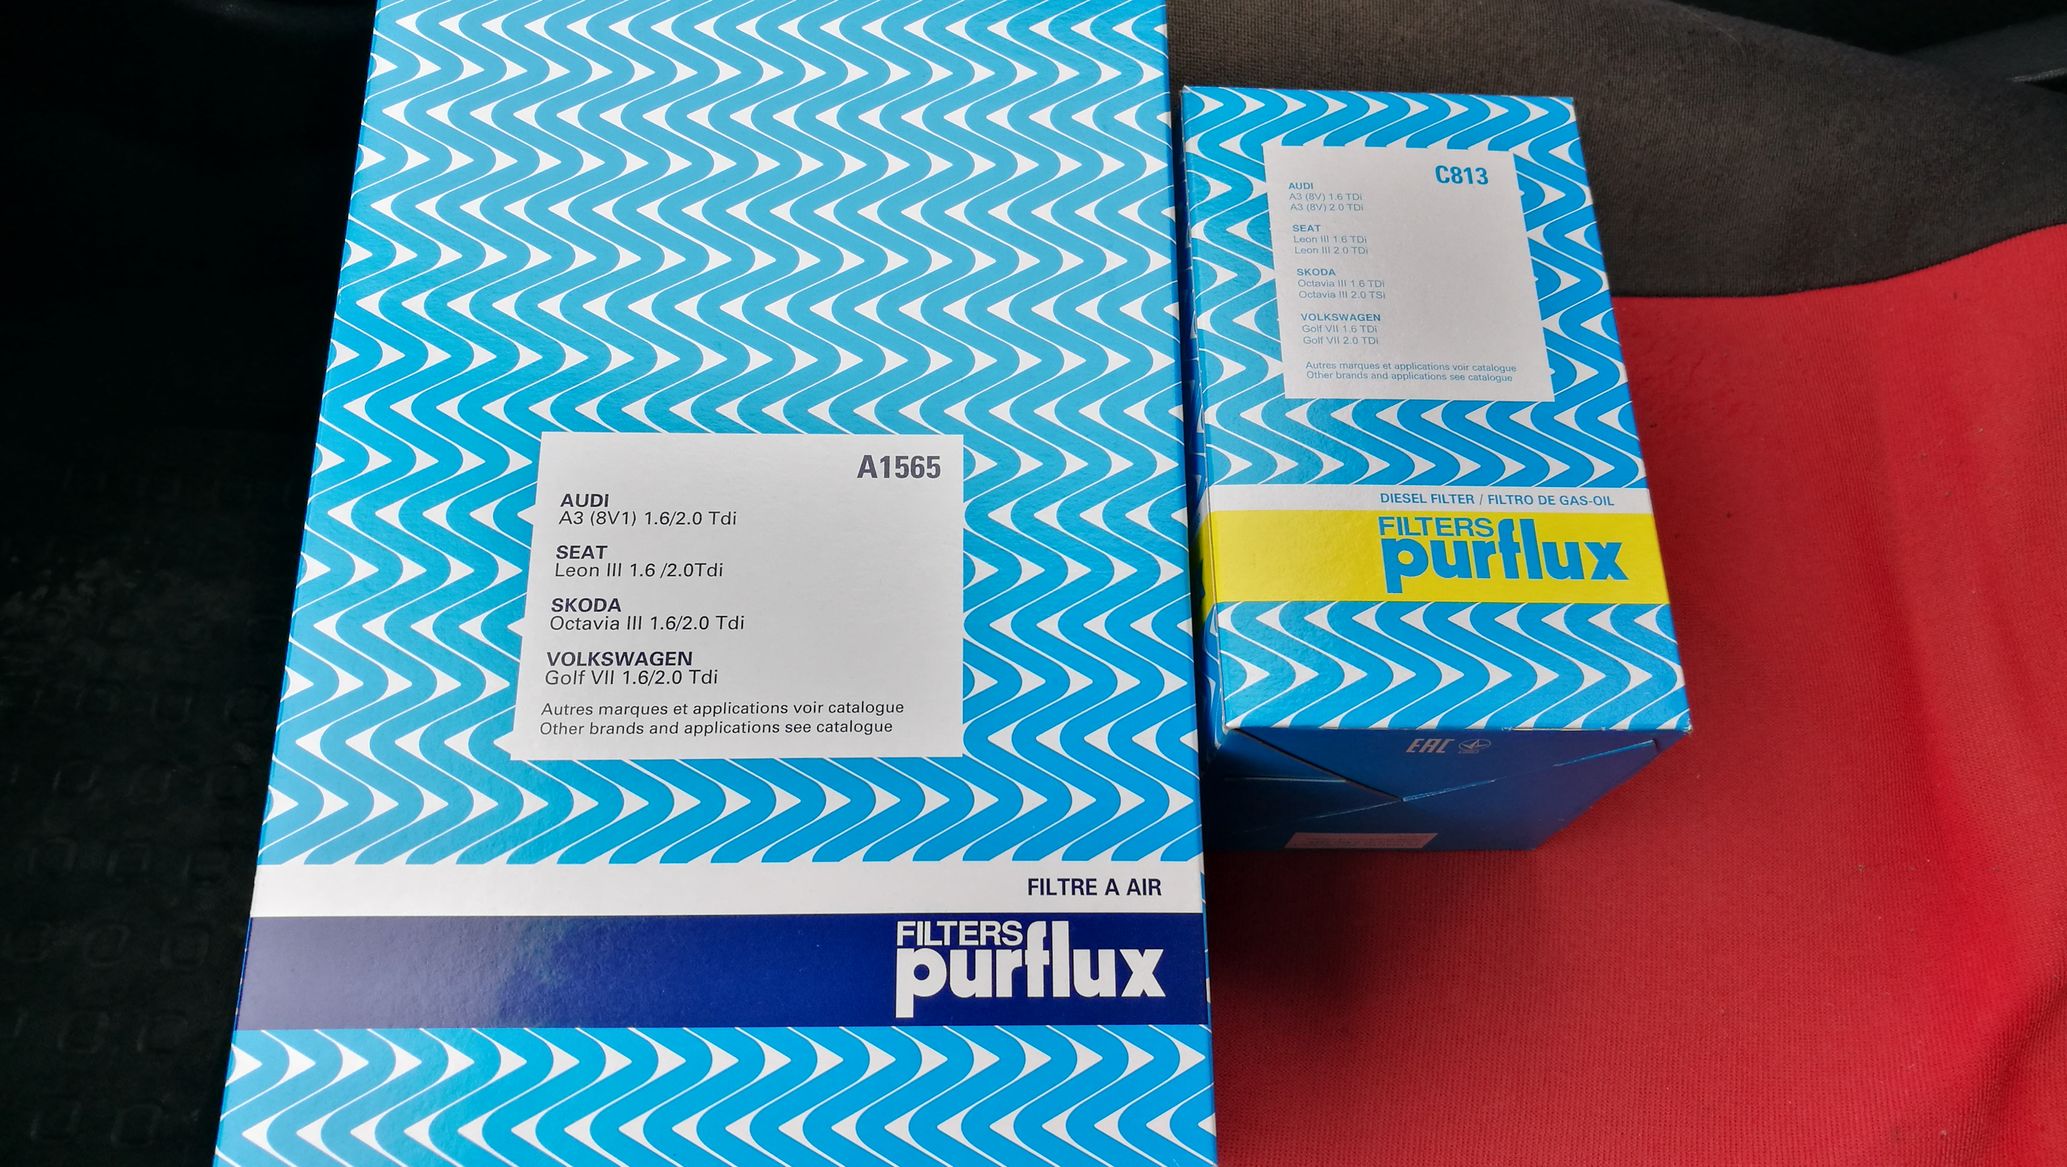 A1565
AUDI
A3 (8V1) 1.6/2.0 Tdi
SEAT
Leon III 1.6 /2.0Tdi
SKODA
Octavia III 1.6/2.0 Tdi
VOLKSWAGEN
Golf VII 1.6/2.0 Tdi
Autres marques et applications voir catalogue
Other brands and applications see catalogue
FILTRE A AIR
FILTERS
purflux
C813
AUDI
A3 (8V) 1.6 TDi
A3 (8V) 2.0 TDi
SEAT
Leon III 1.6 TDi
Leon III 2.0 TDi
SKODA
Octavia III 1.6 TDi
Octavia III 2.0 TSi
VOLKSWAGEN
Golf VII 1.6 TDi
Golf VII 2.0 TDi
Autres marques et applications voir catalogue
Other brands and applications see catalogue
DIESEL FILTER / FILTRO DE GAS-OIL
FILTERS
purflux
EAC